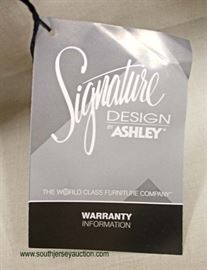 Signature
DESIGN
BY ASHLEY
THE WORLD CLASS FURNITURE COMPANY
WARRANTY
INFORMATION
www.southjerseyauction.com